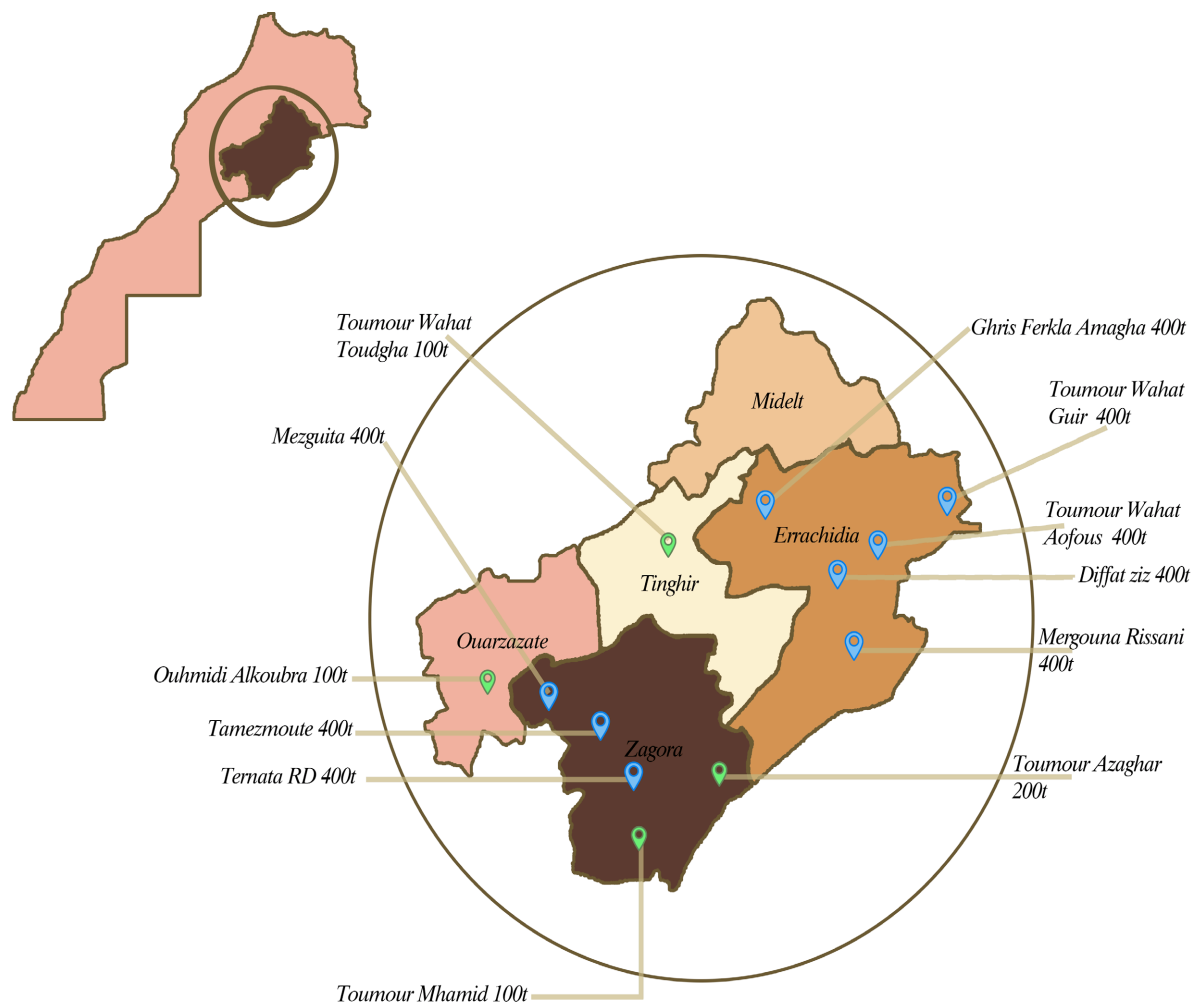 Toumour Wahat
Toudgha 100t
Ghris Ferkla Amagha 400t
Toumour Wahat
Guir 400t
Midelt
Mezguita 400t
Toumour Wahat
Aofous 400t
Errachidia
Diffat ziz 400t
Tinghir
Ouarzazate
Mergouna Rissani
400t
Ouhmidi Alkoubra 100t
Tamezmoute 400t
Zagora
Ternata RD 400t
Toumour Azaghar
200t
Toumour Mhamid 100t